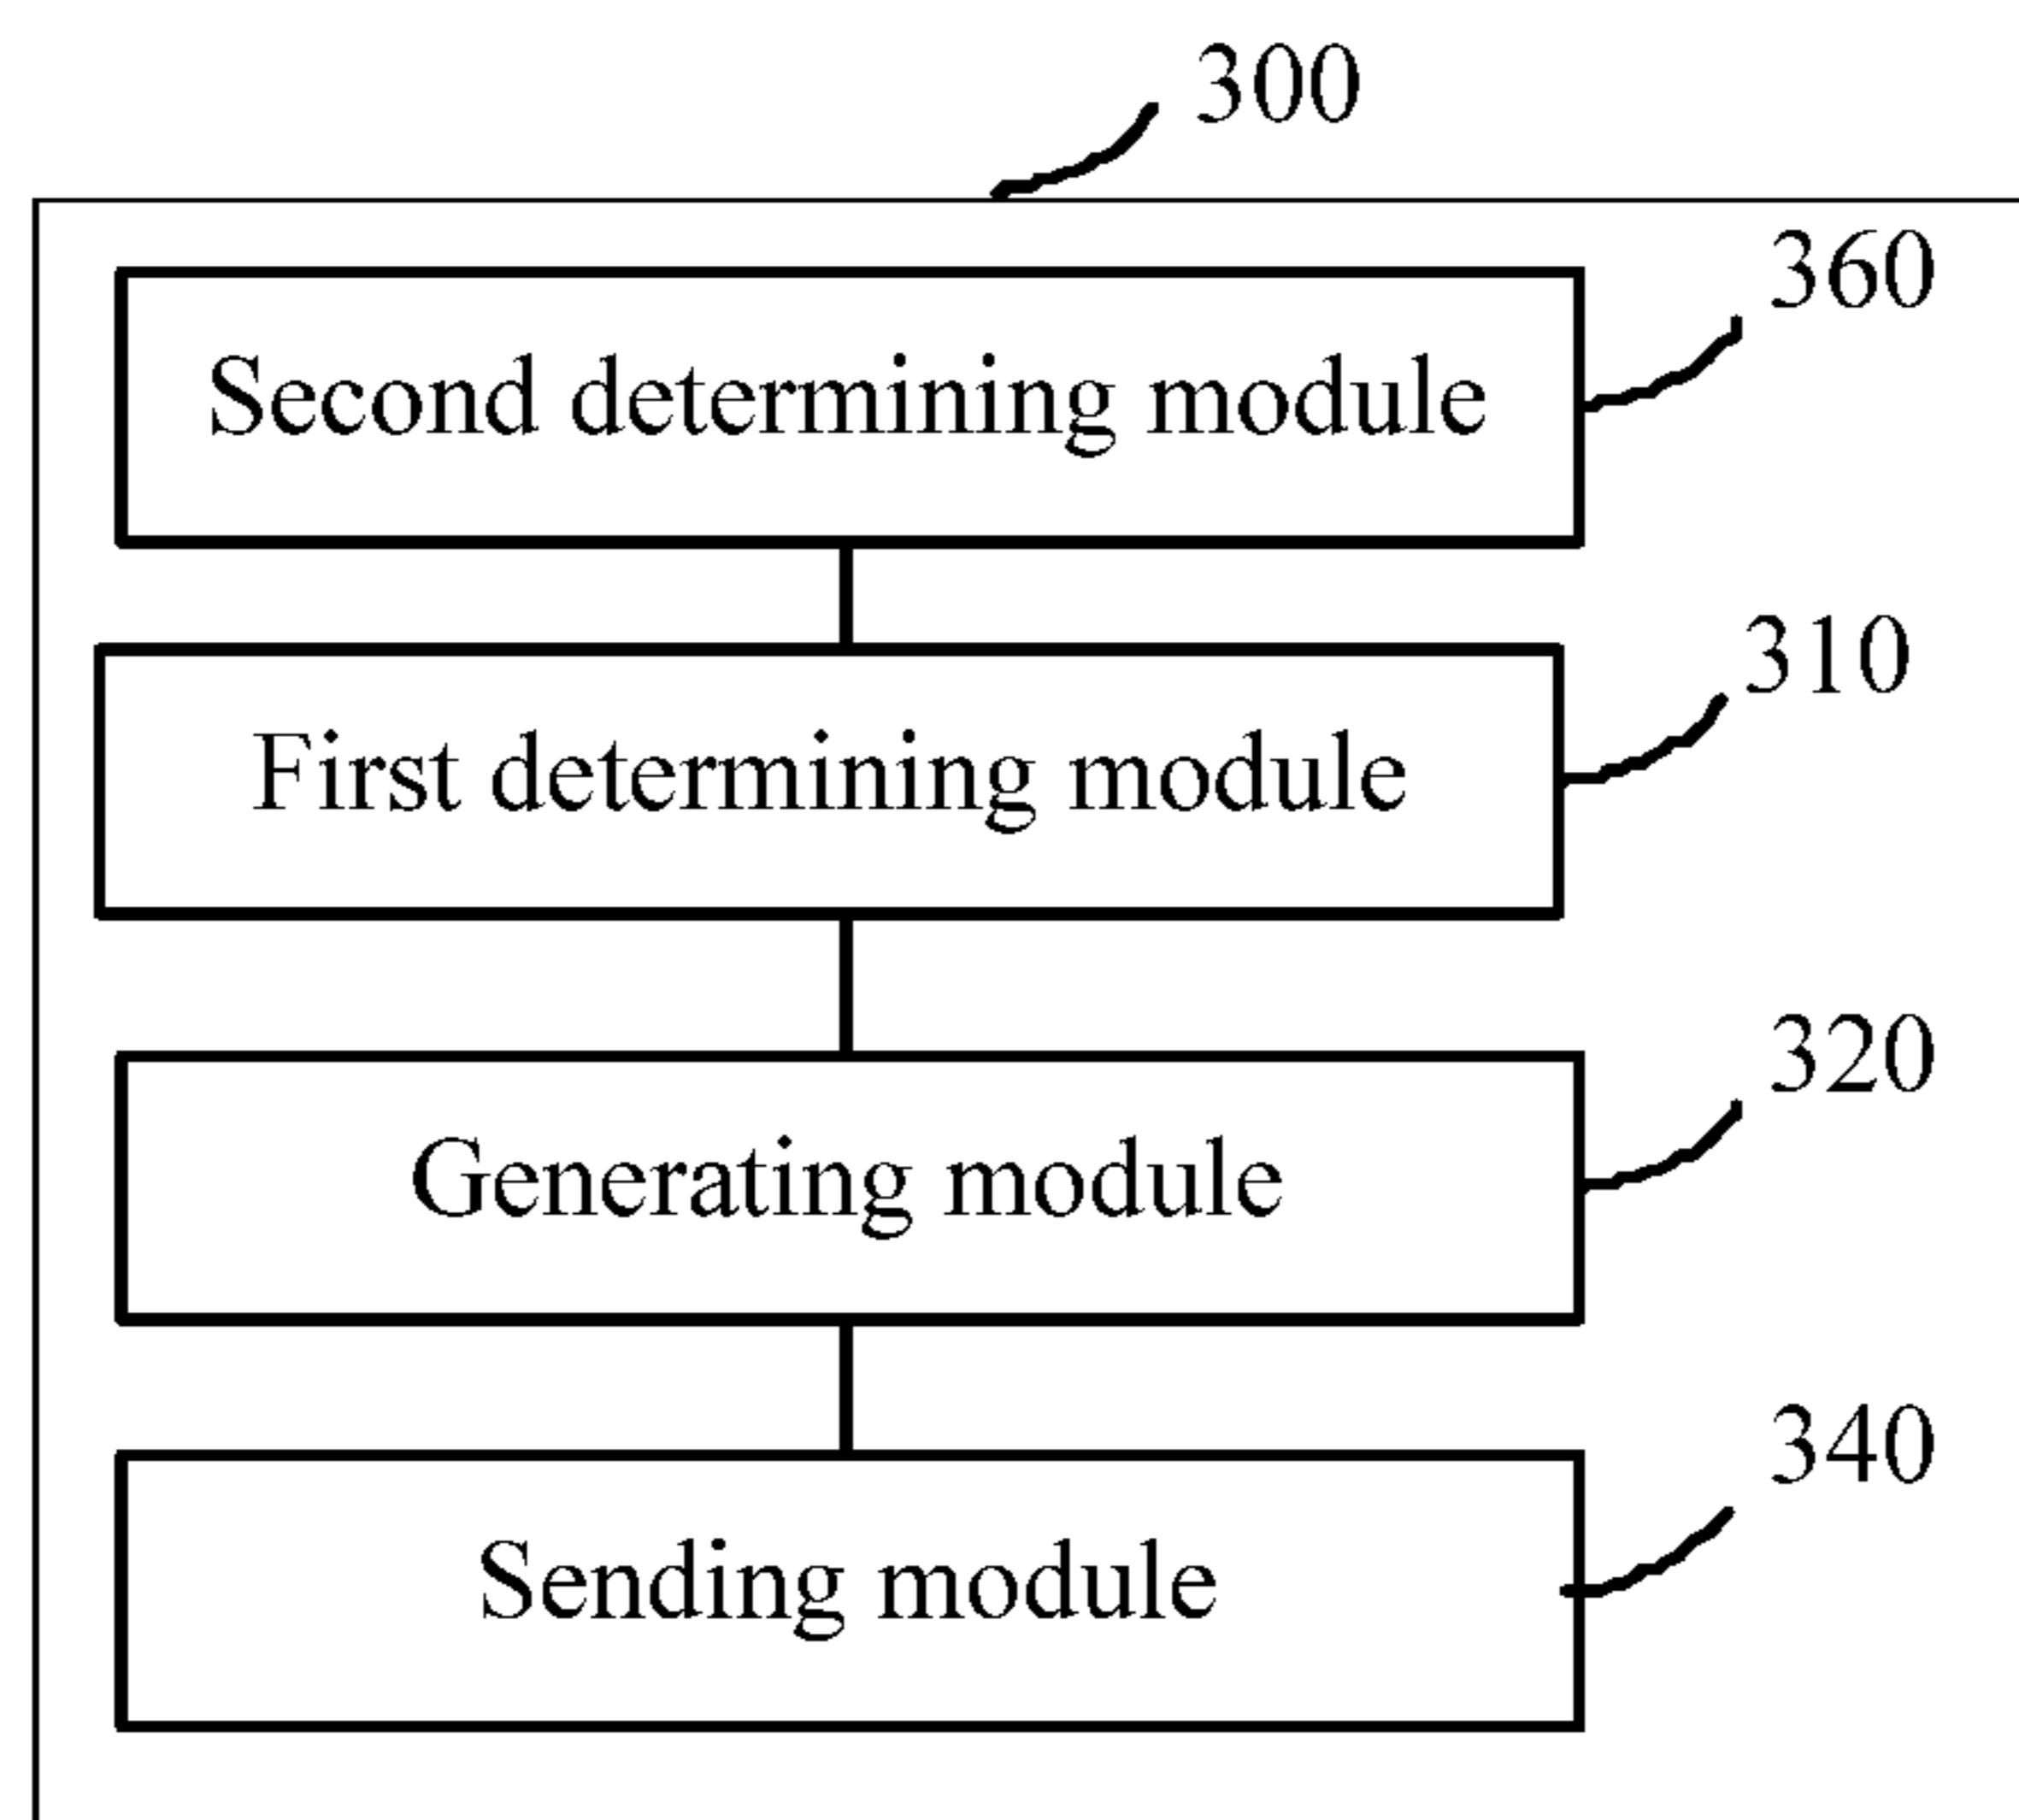 300
360
Second determining module
310
First determining module
320
Generating module
340
Sending module